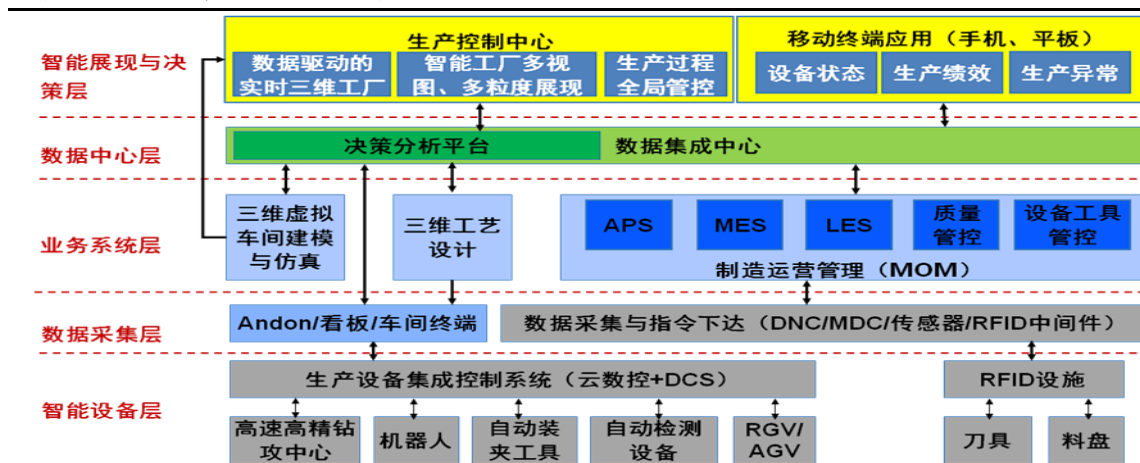 智能展现与决
策层
生产控制中心
数据驱动的
实时三维工厂
智能工厂多视
图、多粒度展现
生产过程
全局管控
移动终端应用（手机、平板）
设备状态
生产绩效
生产异常
数据中心层
决策分析平台
数据集成中心
业务系统层
三维虚拟
车间建模
与仿真
三维工艺
设计
APS
MES
LES
质量
管控
设备工具
管控
制造运营管理（MOM）
数据采集层
Andon/看板/车间终端
数据采集与指令下达（DNC/MDC/传感器/RFID中间件）
智能设备层
生产设备集成控制系统（云数控+DCS）
RFID设施
高速高精钻
攻中心
机器人
自动装
夹工具
自动检测
设备
RGV/
AGV
刀具
料盘